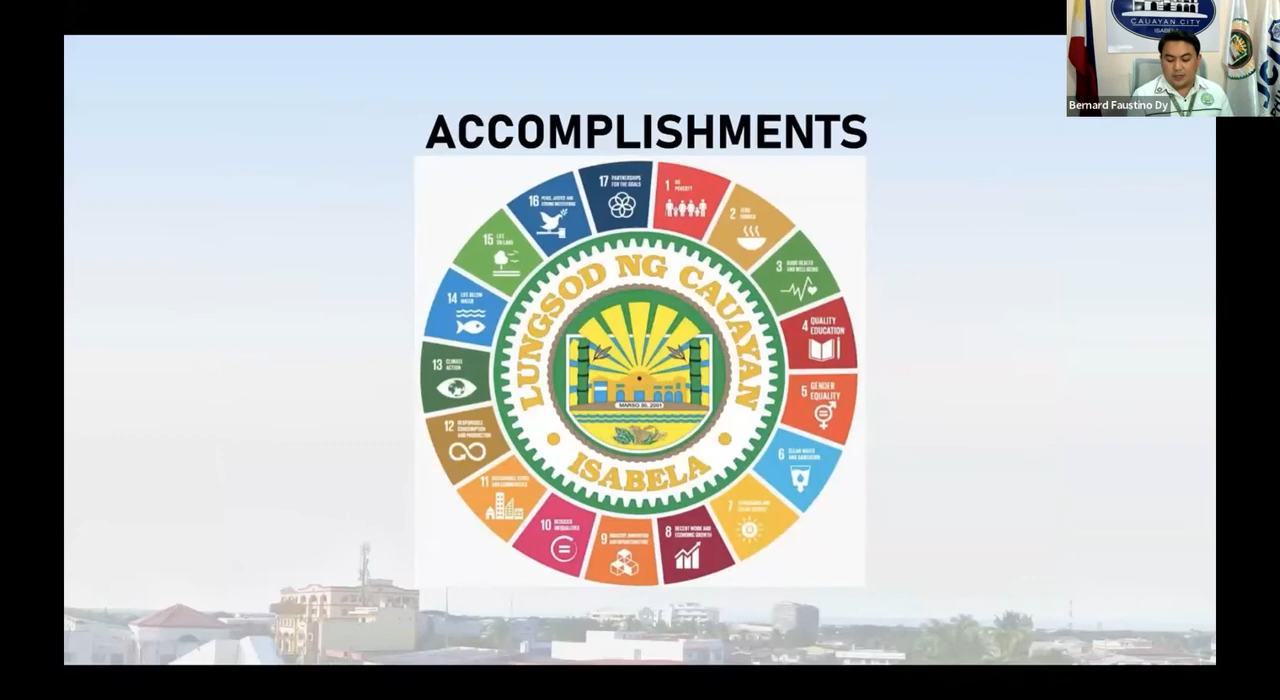 CAUAYAN CITY
ISABELA
Bernard Faustino Dy
ACCOMPLISHMENTS
17 PARTNERSHIPS
FOR THE GOALS
1 NO
POVERTY
2 ZERO
HUNGER
3 GOOD HEALTH
AND WELL-BEING
4 QUALITY
EDUCATION
5 GENDER
EQUALITY
6 CLEAN WATER
AND SANITATION
7 AFFORDABLE AND
CLEAN ENERGY
8 DECENT WORK AND
ECONOMIC GROWTH
9 INDUSTRY, INNOVATION
AND INFRASTRUCTURE
10 REDUCED
INEQUALITIES
11 SUSTAINABLE CITIES
AND COMMUNITIES
12 RESPONSIBLE
CONSUMPTION
AND PRODUCTION
13 CLIMATE
ACTION
14 LIFE BELOW
WATER
15 LIFE
ON LAND
16 PEACE, JUSTICE AND
STRONG INSTITUTIONS
LUNGSOD NG CAUAYAN
MARSO 30, 2001
ISABELA